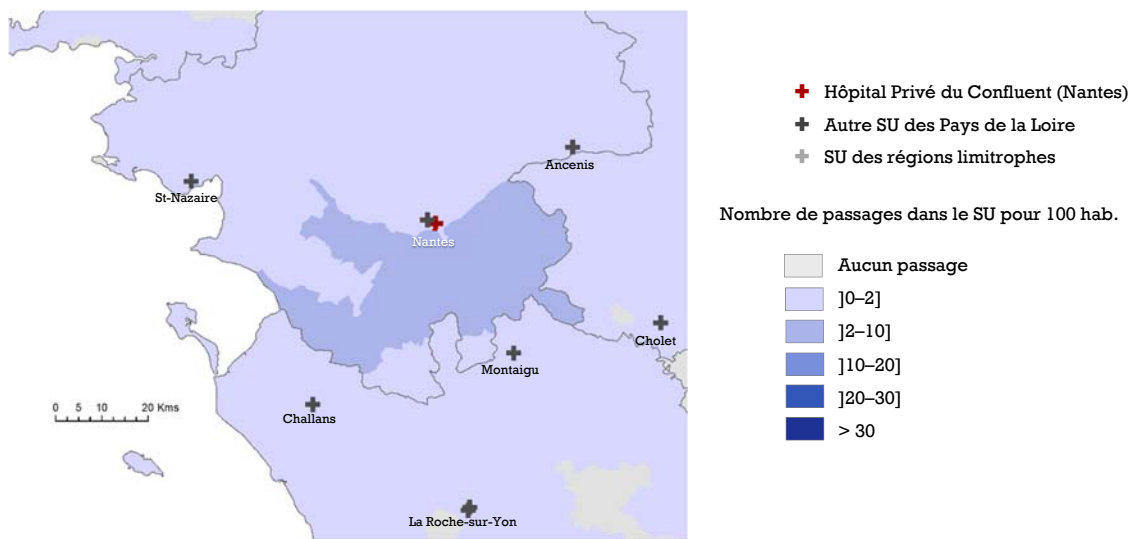 Hôpital Privé du Confluent (Nantes)
Autre SU des Pays de la Loire
SU des régions limitrophes
Nombre de passages dans le SU pour 100 hab.
Aucun passage
]0–2]
]2–10]
]10–20]
]20–30]
> 30
Ancenis
St-Nazaire
Nantes
Cholet
Montaigu
Challans
0 5 10 20 Kms
La Roche-sur-Yon